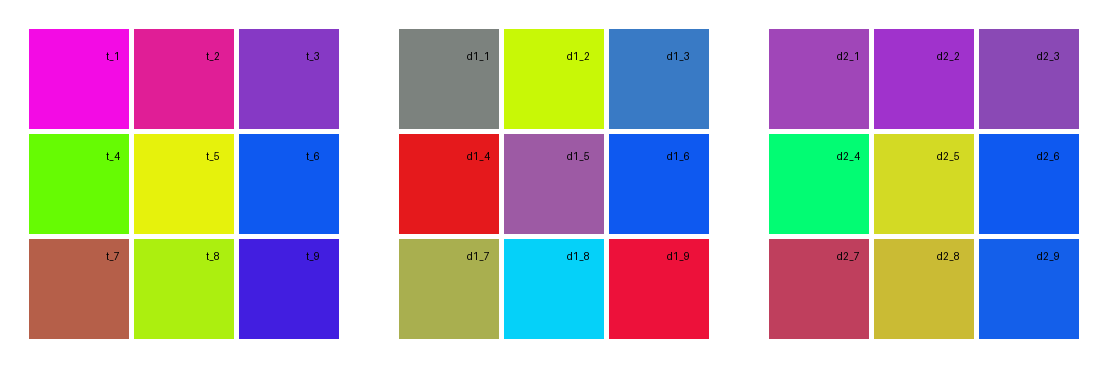 t_1 t_2 t_3 d1_1 d1_2 d1_3 d2_1 d2_2 d2_3
t_4 t_5 t_6 d1_4 d1_5 d1_6 d2_4 d2_5 d2_6
t_7 t_8 t_9 d1_7 d1_8 d1_9 d2_7 d2_8 d2_9